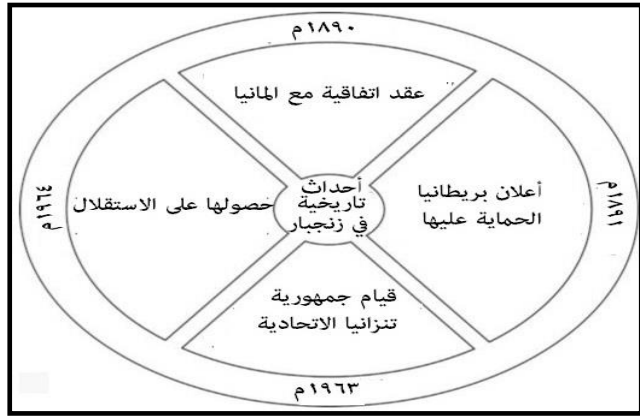 ١٨٩٠م
عقد اتفاقية مع المانيا
١٨٩١م
أعلان بريطانيا
الحماية عليها
أحداث
تاريخية
في زنجبار
حصولها على الاستقلال
١٩٦٤م
قيام جمهورية
تنزانيا الاتحادية
١٩٦٣م